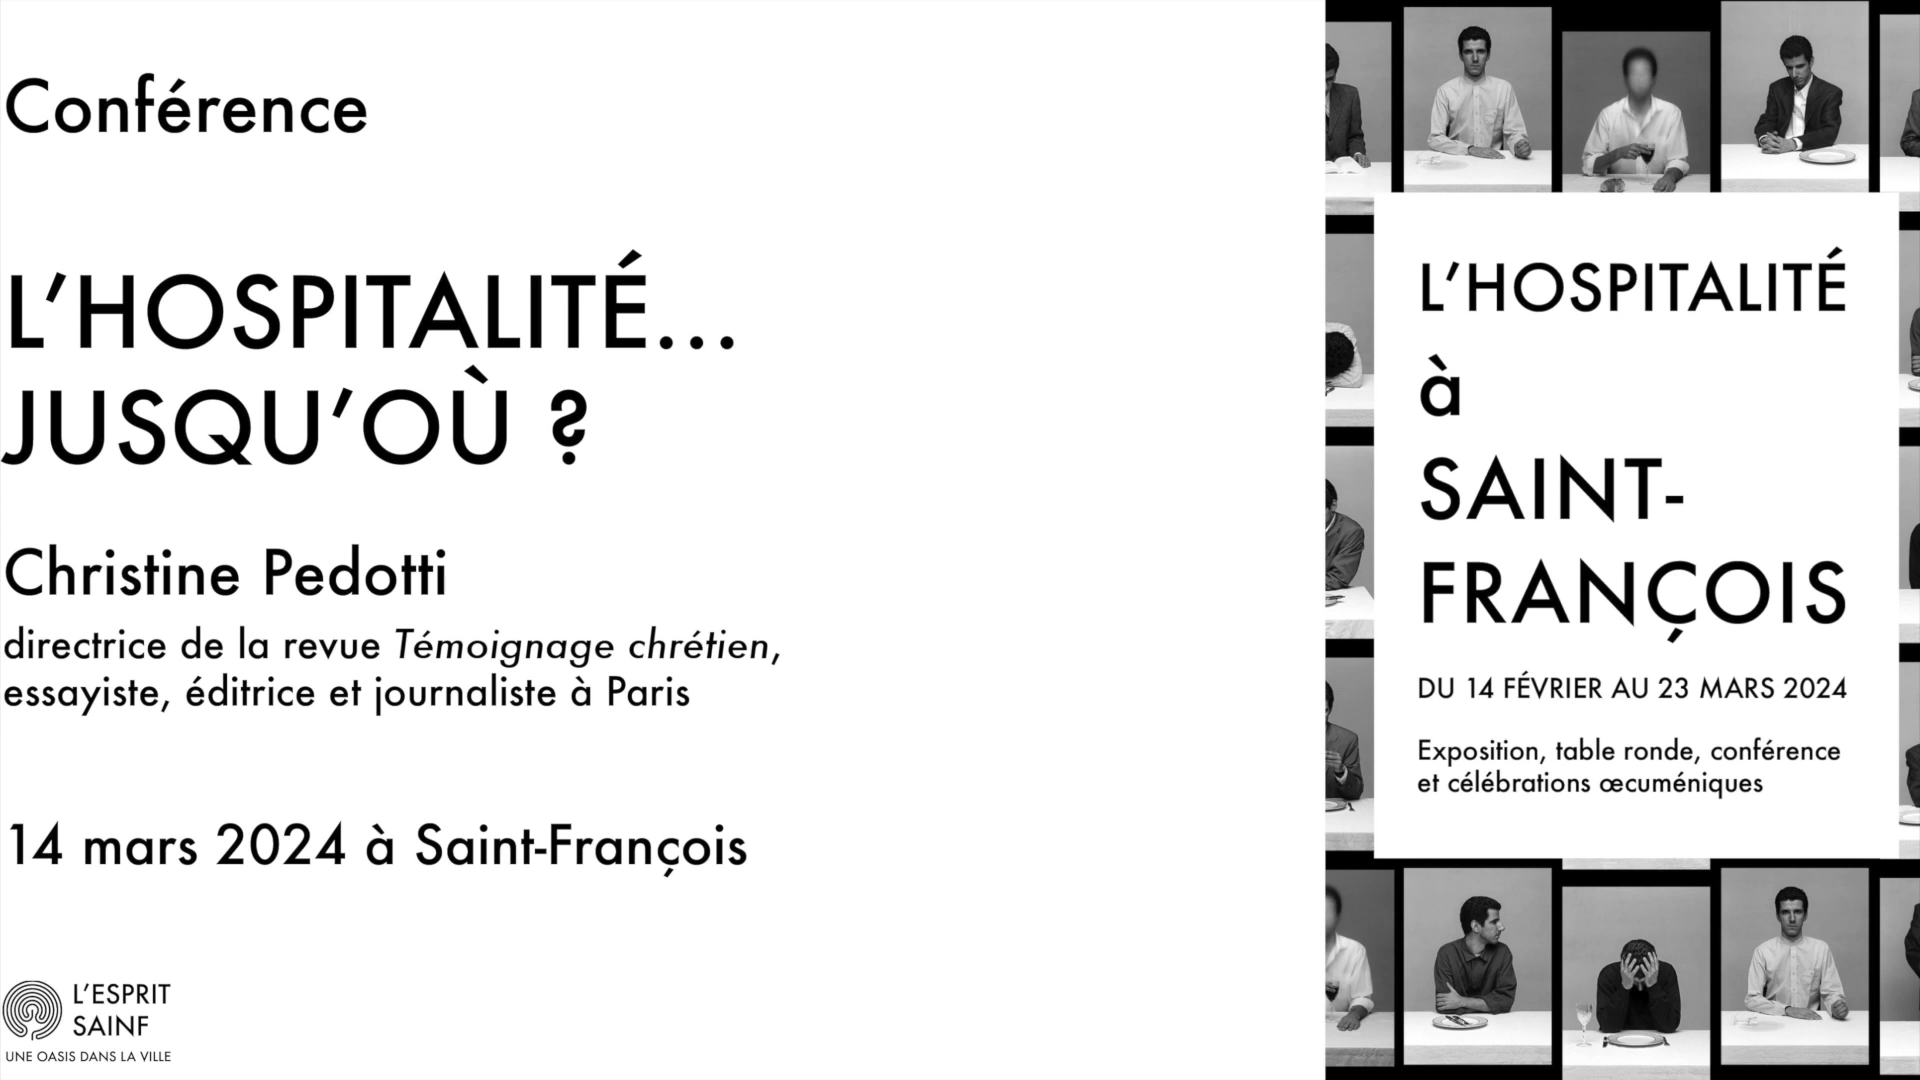 Conférence
L’HOSPITALITÉ...
JUSQU’OÙ ?
Christine Pedotti
directrice de la revue Témoignage chrétien,
essayiste, éditrice et journaliste à Paris
14 mars 2024 à Saint-François
L’ESPRIT
SAINF
UNE OASIS DANS LA VILLE
L’HOSPITALITÉ
à
SAINT-
FRANÇOIS
DU 14 FÉVRIER AU 23 MARS 2024
Exposition, table ronde, conférence
et célébrations œcuméniques